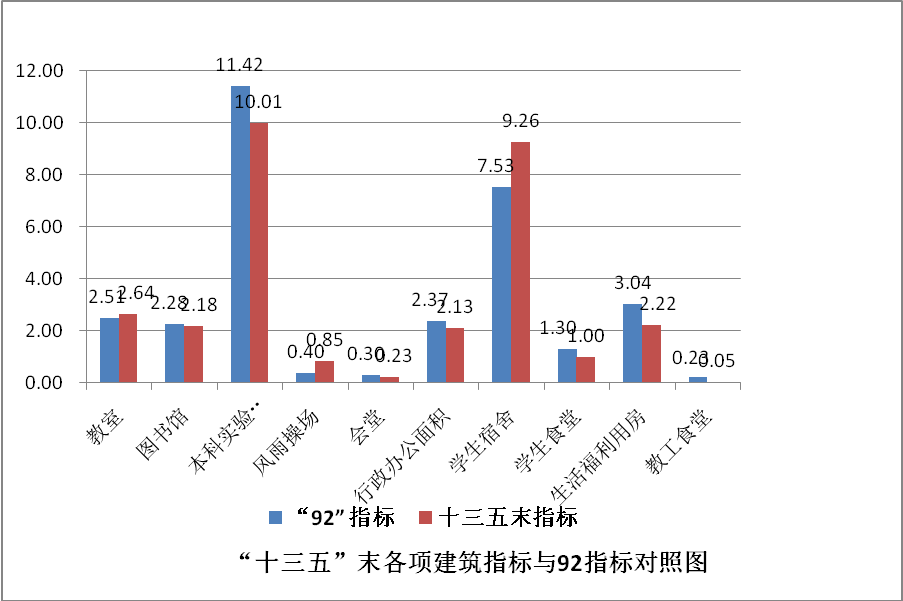 12.00
10.00
8.00
6.00
4.00
2.00
0.00
2.51
2.64
2.28
2.18
11.42
10.01
0.40
0.85
0.30
0.23
2.37
2.13
7.53
9.26
1.30
1.00
3.04
2.22
0.23
0.05
教室
图书馆
本科实验..
风雨操场
会堂
行政办公面积
学生宿舍
学生食堂
生活福利用房
教工食堂
“92”指标 十三五末指标
“十三五”末各项建筑指标与92指标对照图